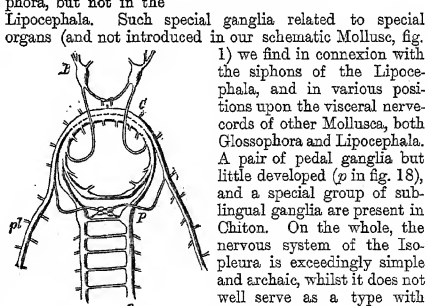 phora, but not in the
Lipocephala. Such special ganglia related to special
organs (and not introduced in our schematic Mollusc, fig.
1) we find in connexion with
the siphons of the Lipoce-
phala, and in various posi-
tions upon the visceral nerve-
cords of other Mollusca, both
Glossophora and Lipocephala.
A pair of pedal ganglia but
little developed (p in fig. 18),
and a special group of sub-
lingual ganglia are present in
Chiton. On the whole, the
nervous system of the Iso-
pleura is exceedingly simple
and archaic, whilst it does not
well serve as a type with
B
C
pl
p